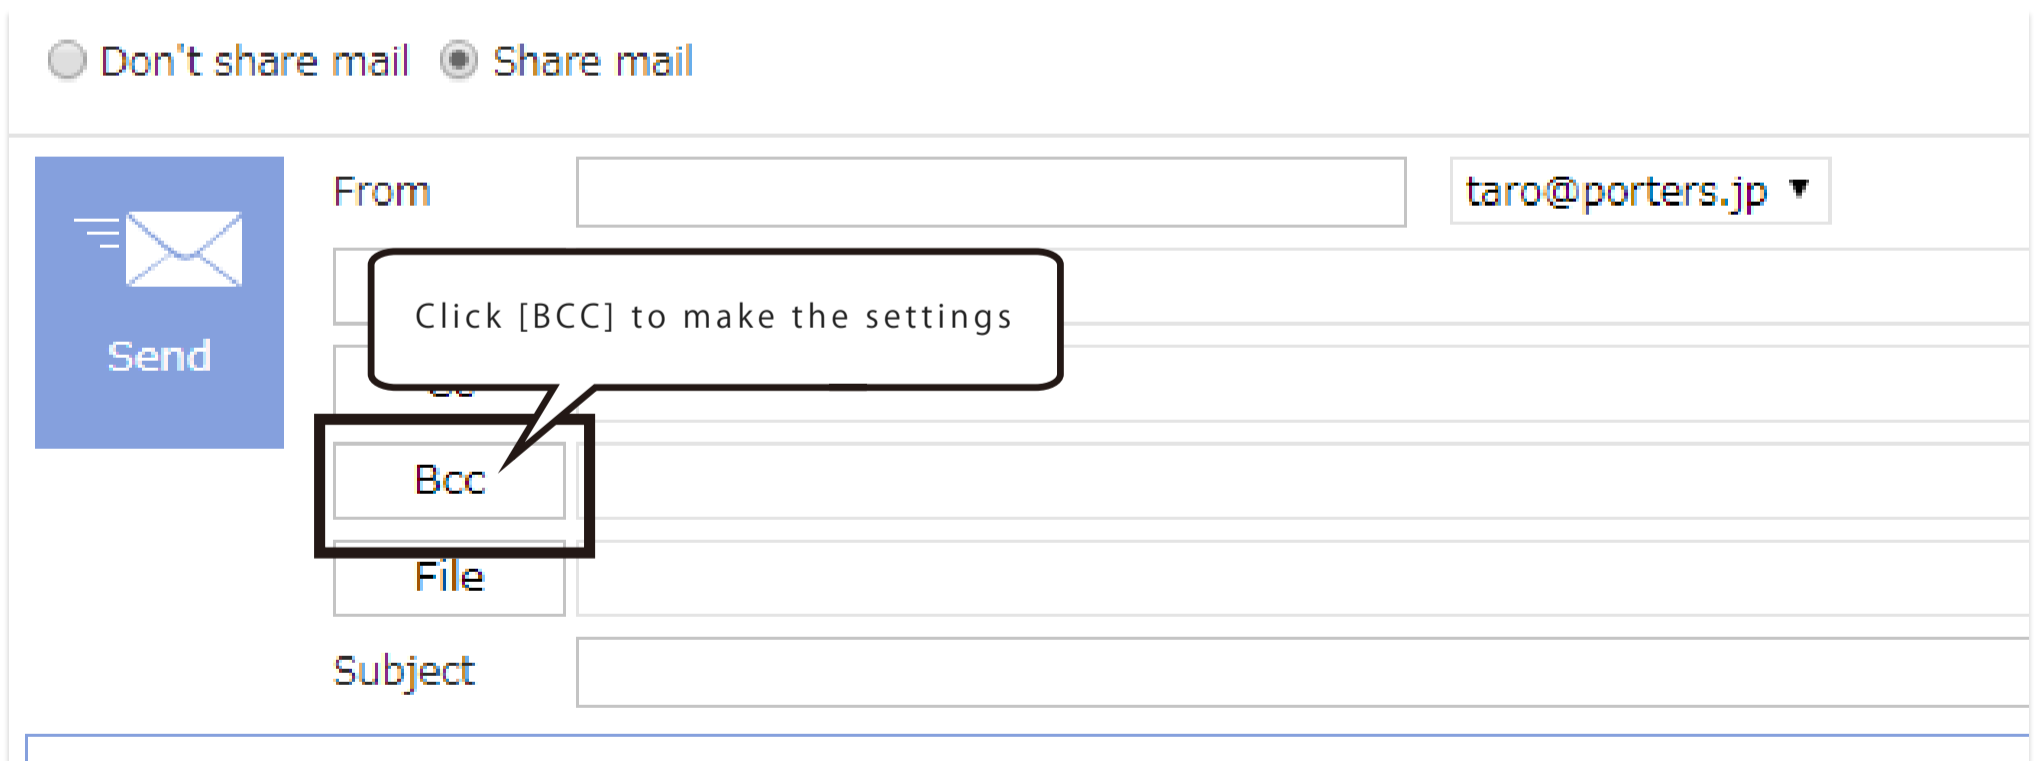 Don't share mail Share mail
From taro@porters.jp
Click [BCC] to make the settings
Send
Bcc
File
Subject